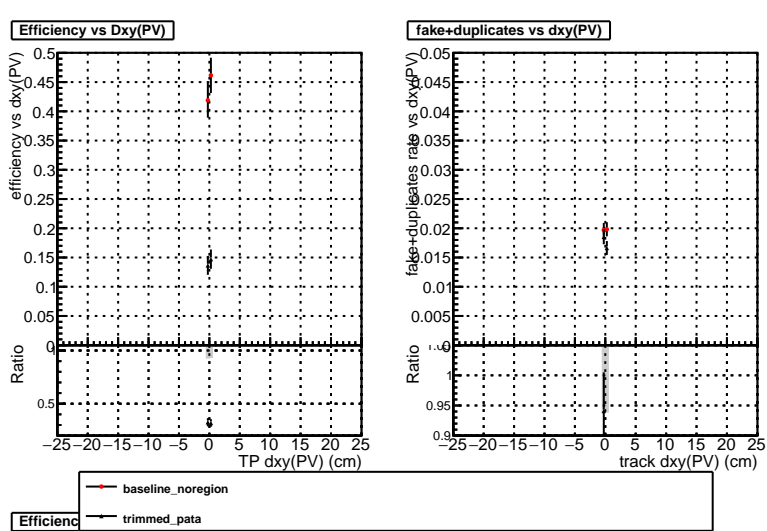 Efficiency vs Dxy(PV)
efficiency vs dxy(PV)
0.5
0.45
0.4
0.35
0.3
0.25
0.2
0.15
0.1
0.05
0
Ratio
1
0.5
−25 −20 −15 −10 −5 0 5 10 15 20 25
TP dxy(PV) (cm)
fake+duplicates vs dxy(PV)
fake+duplicates rate vs dxy(PV)
0.05
0.045
0.04
0.035
0.03
0.025
0.02
0.015
0.01
0.005
0
Ratio
1
0.95
0.9
−25 −20 −15 −10 −5 0 5 10 15 20 25
track dxy(PV) (cm)
baseline_noregion
trimmed_pata
Efficienc